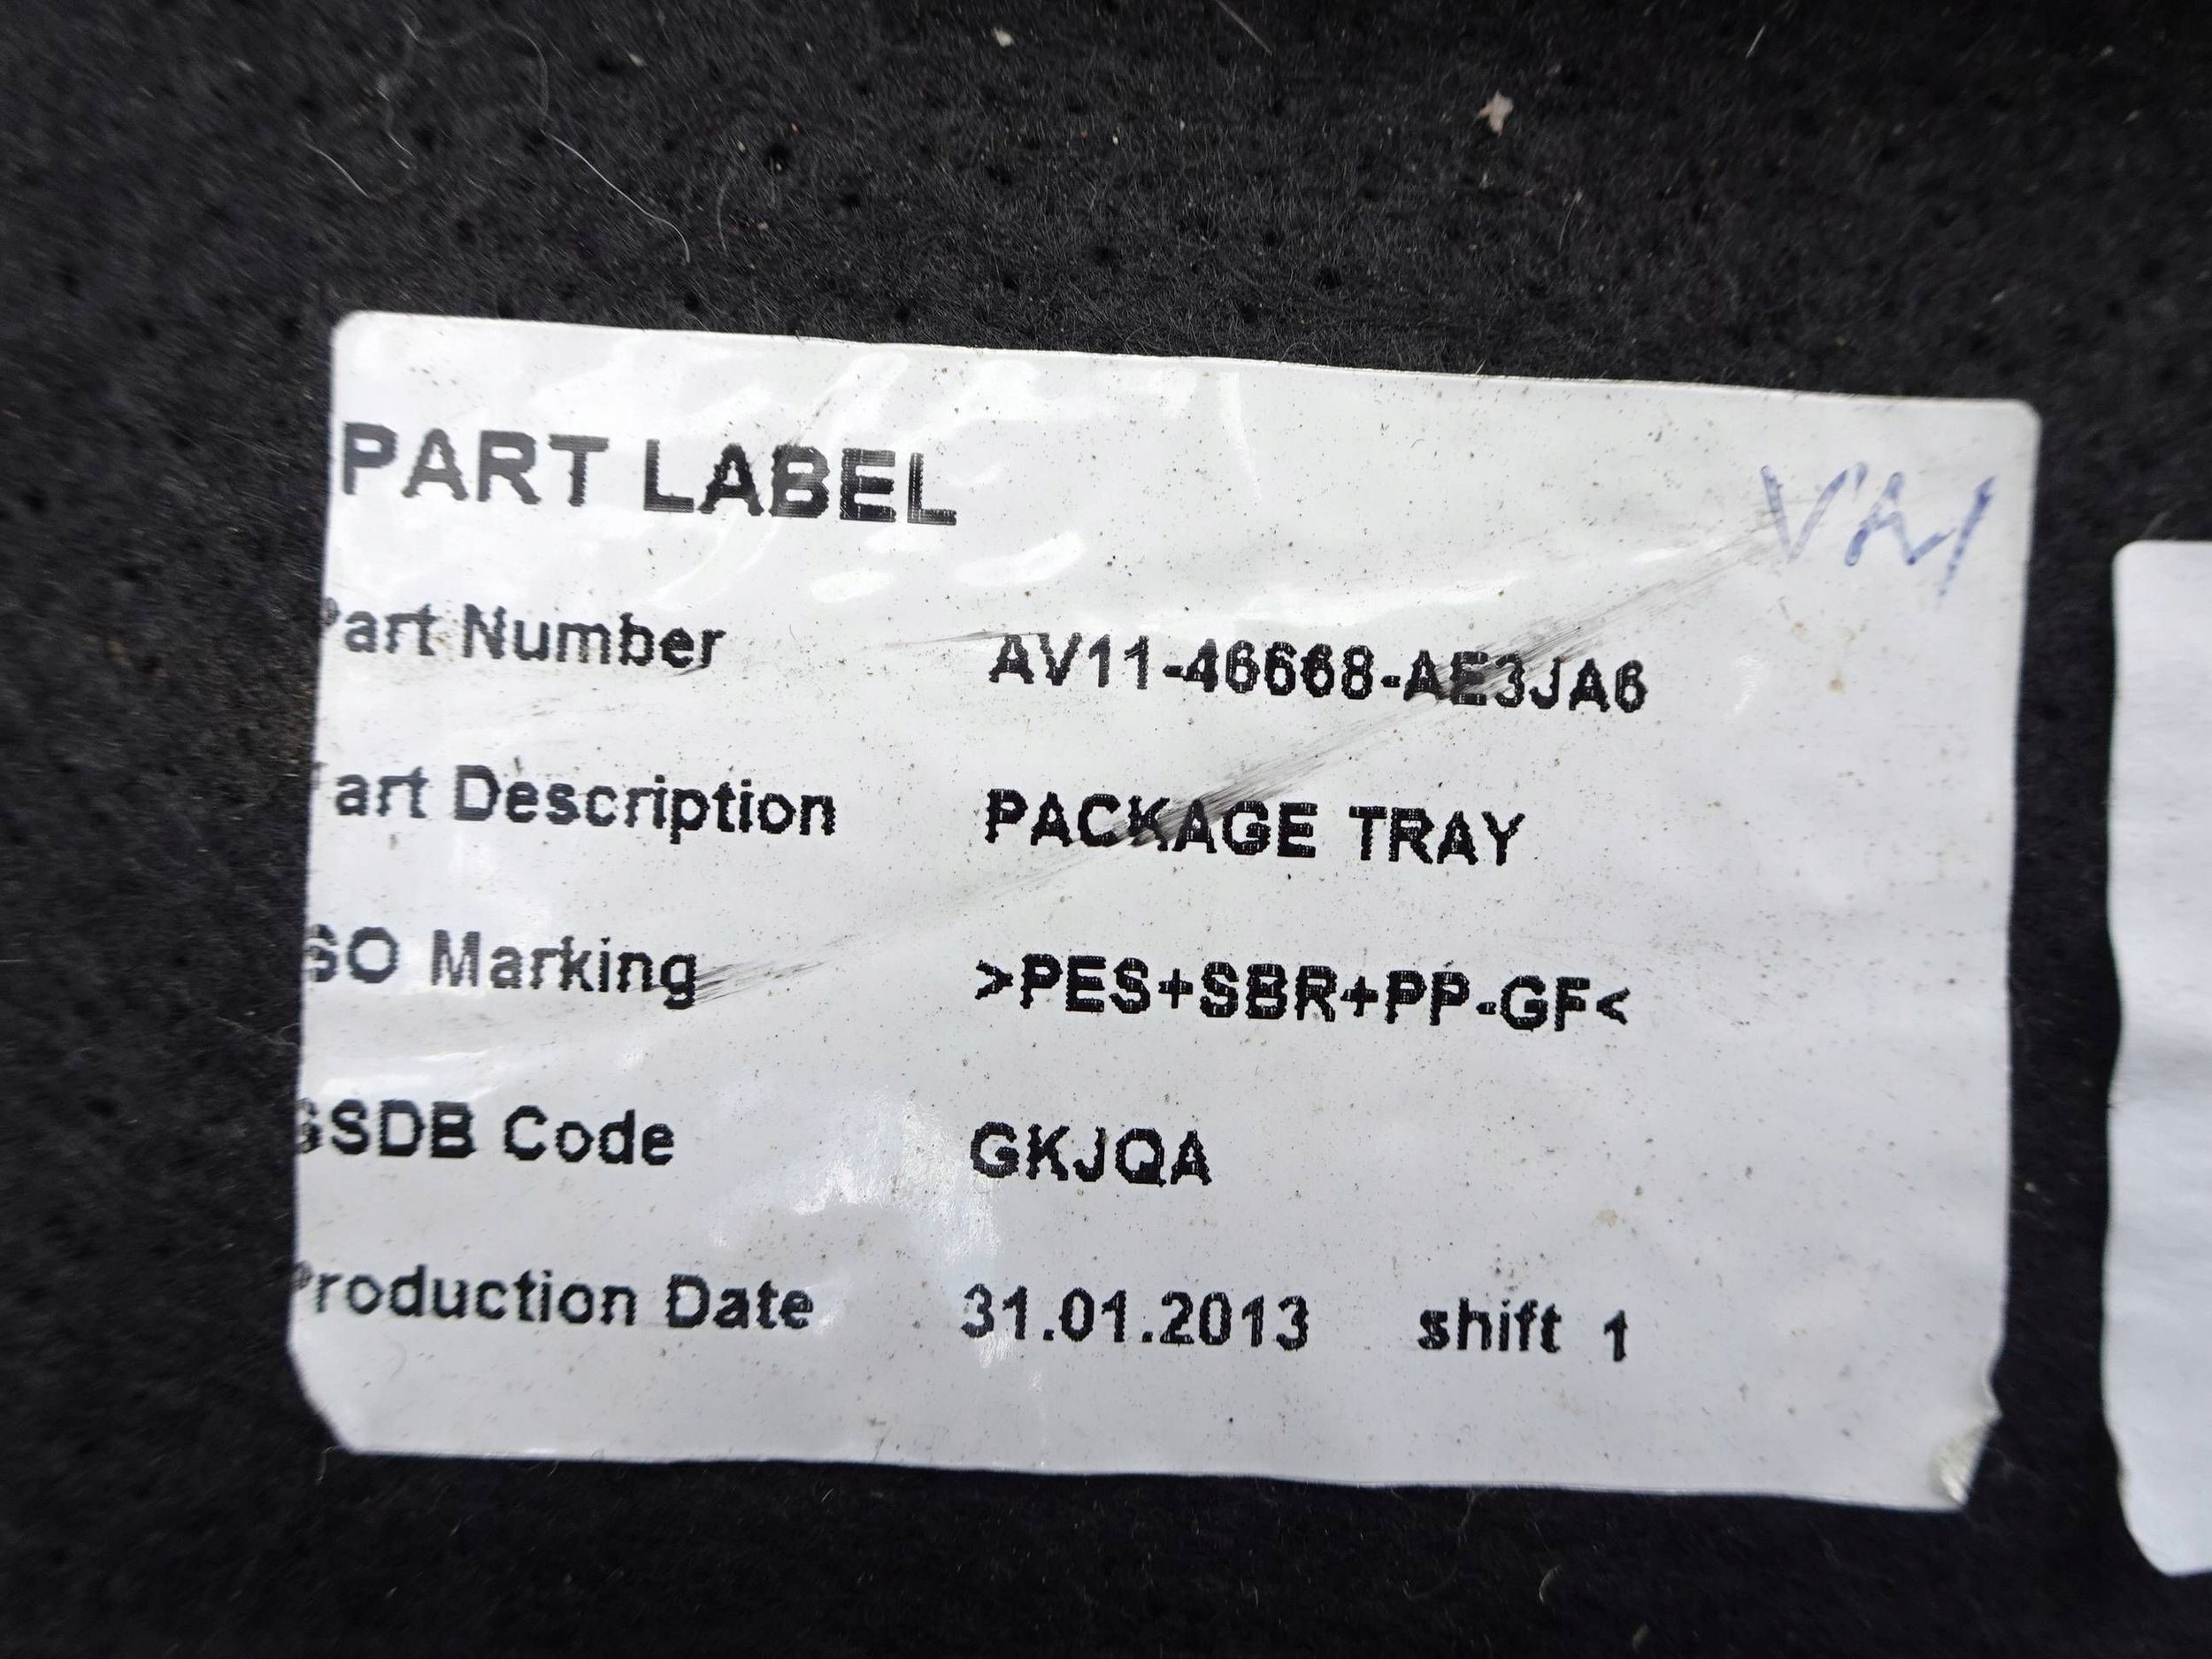 PART LABEL
Part Number AV11-46668-AE3JA6
Part Description PACKAGE TRAY
ISO Marking >PES+SBR+PP-GF<
GSDB Code GKJQA
Production Date 31.01.2013 shift 1